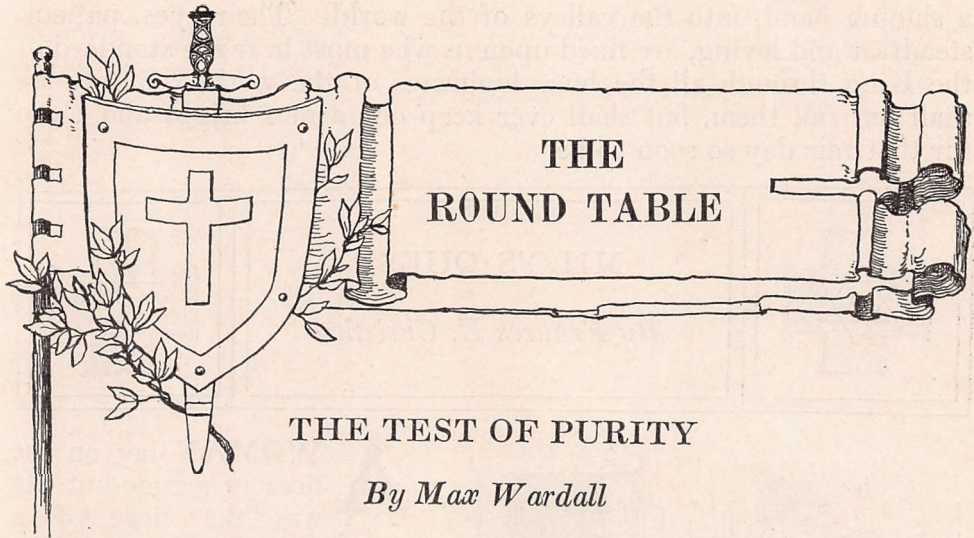 THE
ROUND TABLE
THE TEST OF PURITY
By Max Wardall